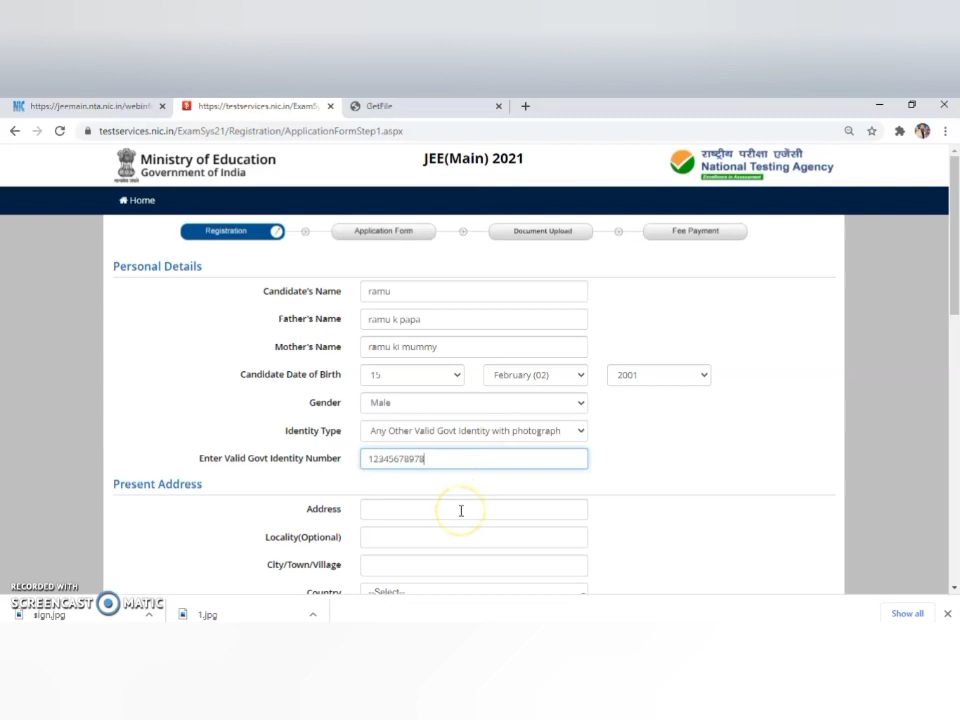 https://jeemain.nta.nic.in/webinf
https://testservices.nic.in/ExamSy
GetFile
testservices.nic.in/ExamSys21/Registration/ApplicationFormStep1.aspx
Ministry of Education
Government of India
JEE(Main) 2021
राष्ट्रीय परीक्षा एजेंसी
National Testing Agency
Excellence in Assessment
Home
Registration
Application Form
Document Upload
Fee Payment
Personal Details
Candidate's Name ramu
Father's Name ramu k papa
Mother's Name ramu ki mummy
Candidate Date of Birth 15 February (02) 2001
Gender Male
Identity Type Any Other Valid Govt Identity with photograph
Enter Valid Govt Identity Number 12345678978
Present Address
Address
Locality(Optional)
City/Town/Village
Country --Select--
RECORDED WITH
SCREENCAST MATIC
sign.jpg
1.jpg
Show all